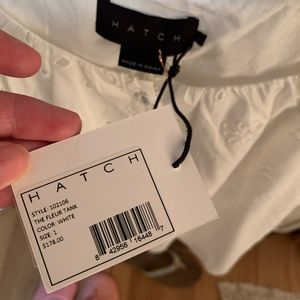 HATCH
MADE IN CHINA
HATCH
STYLE: 102106
THE FLEUR TANK
COLOR: WHITE
SIZE: 1
$178.00
8 42956 16448 7